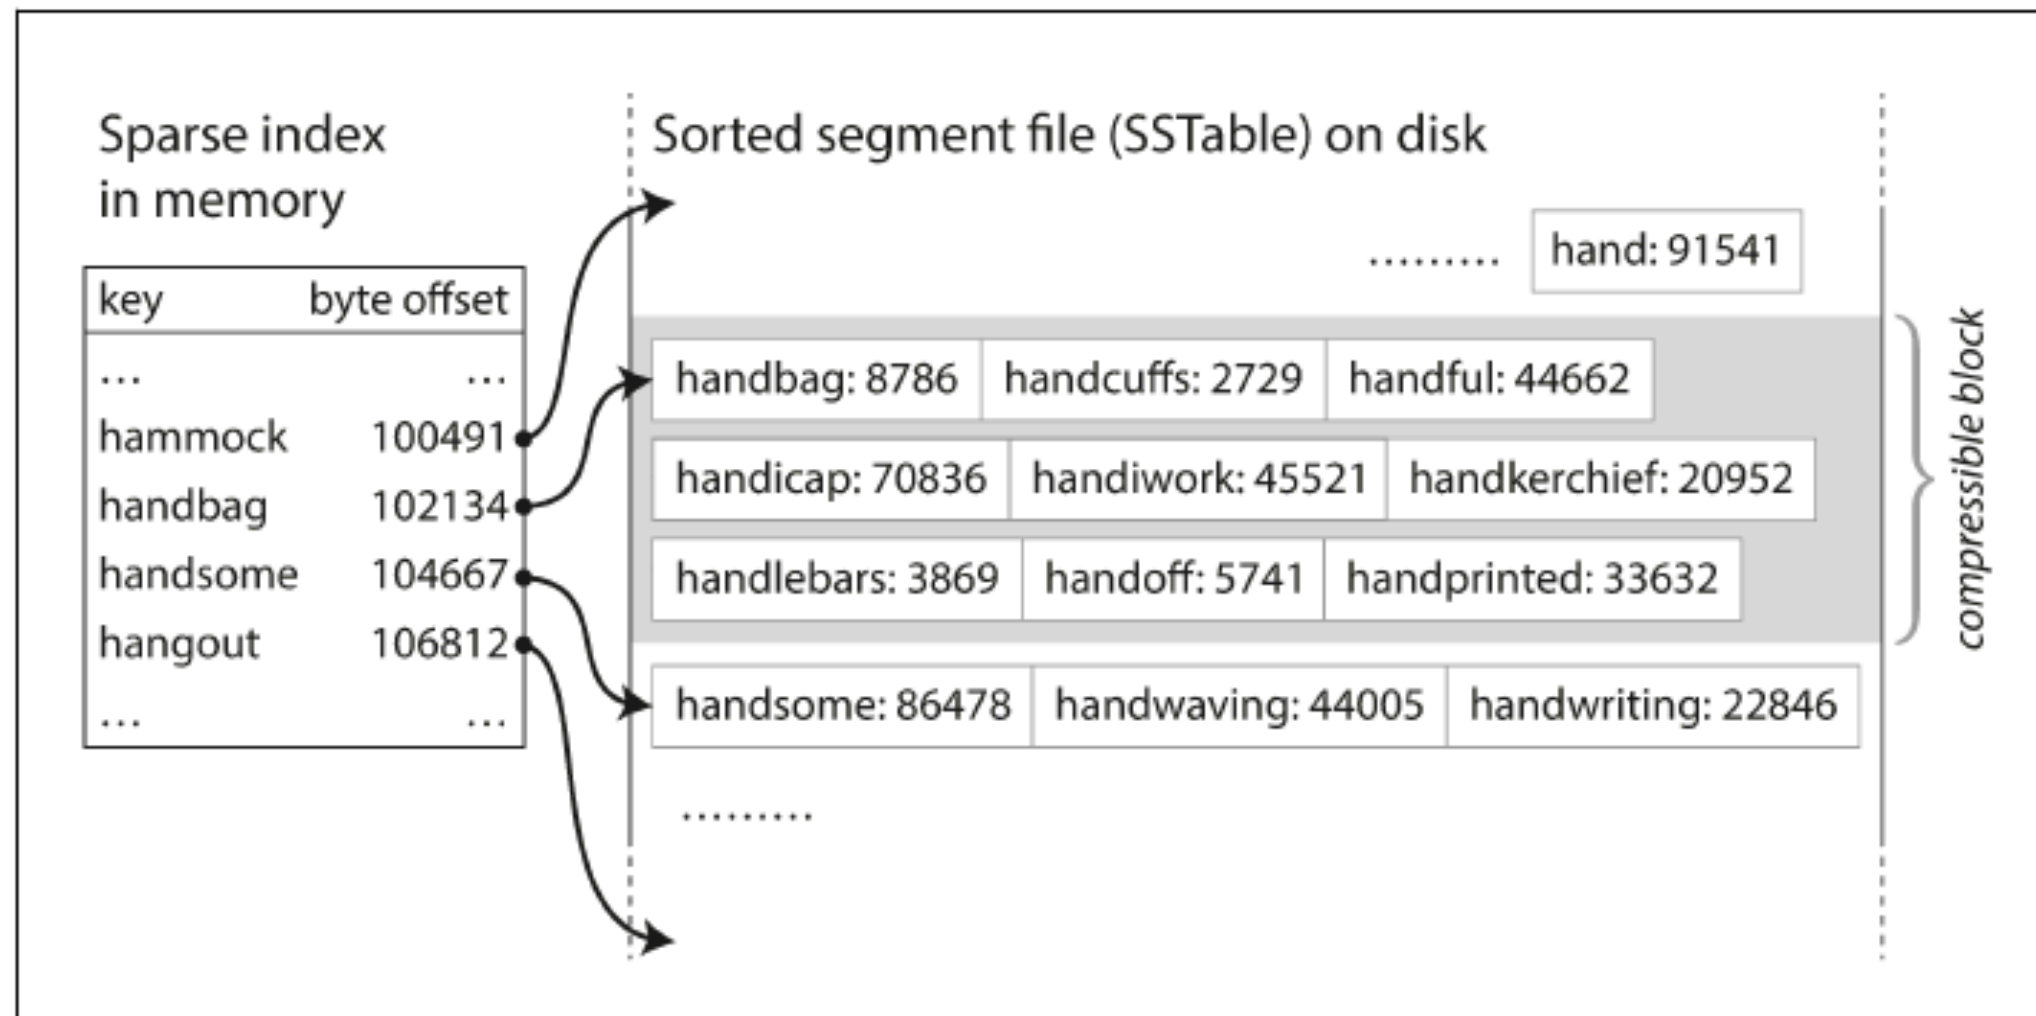 Sparse index
in memory
key byte offset
... ...
hammock 100491
handbag 102134
handsome 104667
hangout 106812
... ...
Sorted segment file (SSTable) on disk
......... hand: 91541
handbag: 8786 handcuffs: 2729 handful: 44662
handicap: 70836 handiwork: 45521 handkerchief: 20952
handlebars: 3869 handoff: 5741 handprinted: 33632
handsome: 86478 handwaving: 44005 handwriting: 22846
.........
compressible block